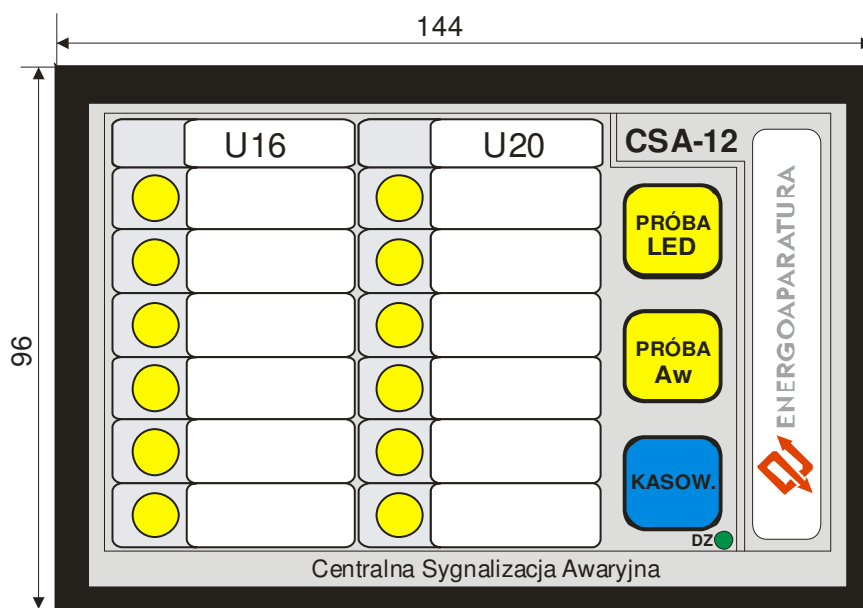 144
96
U16
U20
CSA-12
PRÓBA
LED
PRÓBA
Aw
KASOW.
DZ
ENERGOAPARATURA
Centralna Sygnalizacja Awaryjna